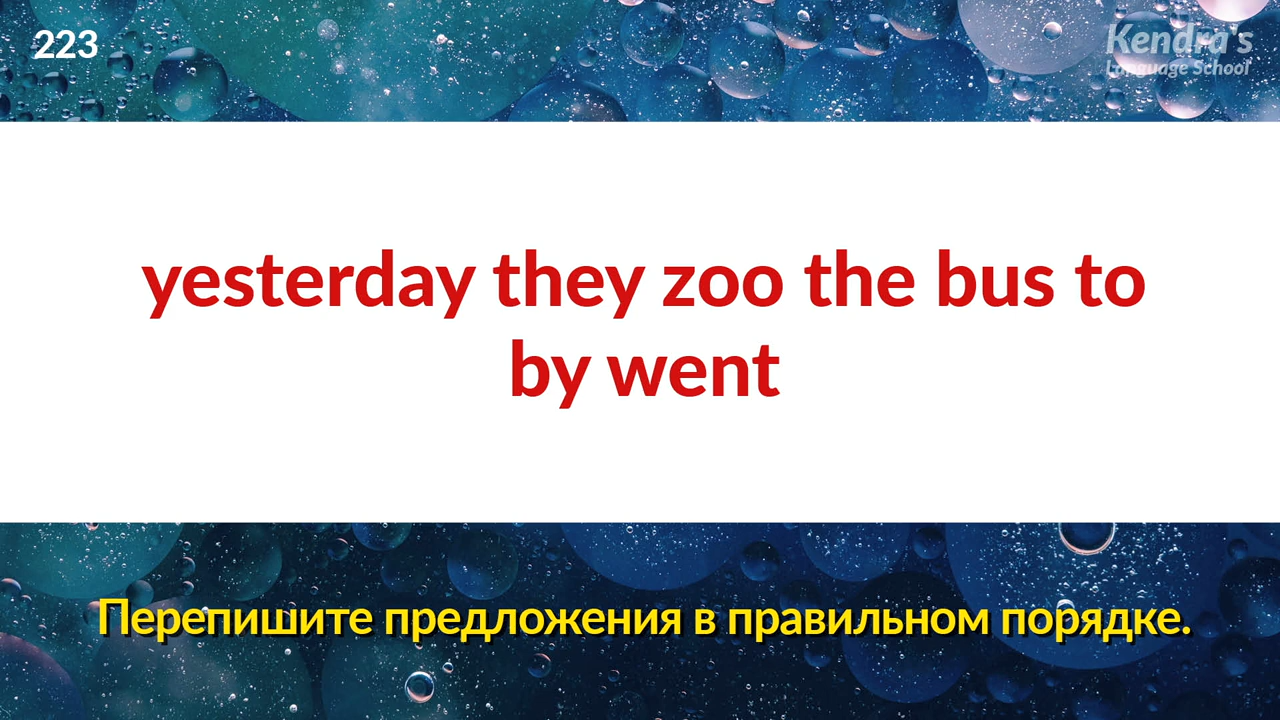 223
Kendra's
Language School
yesterday they zoo the bus to
by went
Перепишите предложения в правильном порядке.